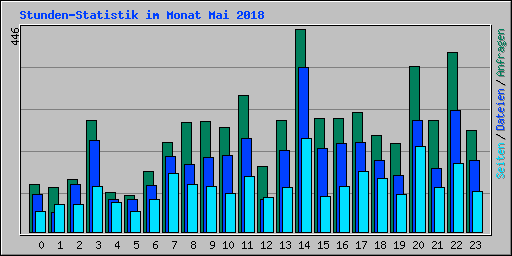 Stunden-Statistik im Monat Mai 2018
446
Seiten / Dateien / Anfragen
0 1 2 3 4 5 6 7 8 9 10 11 12 13 14 15 16 17 18 19 20 21 22 23